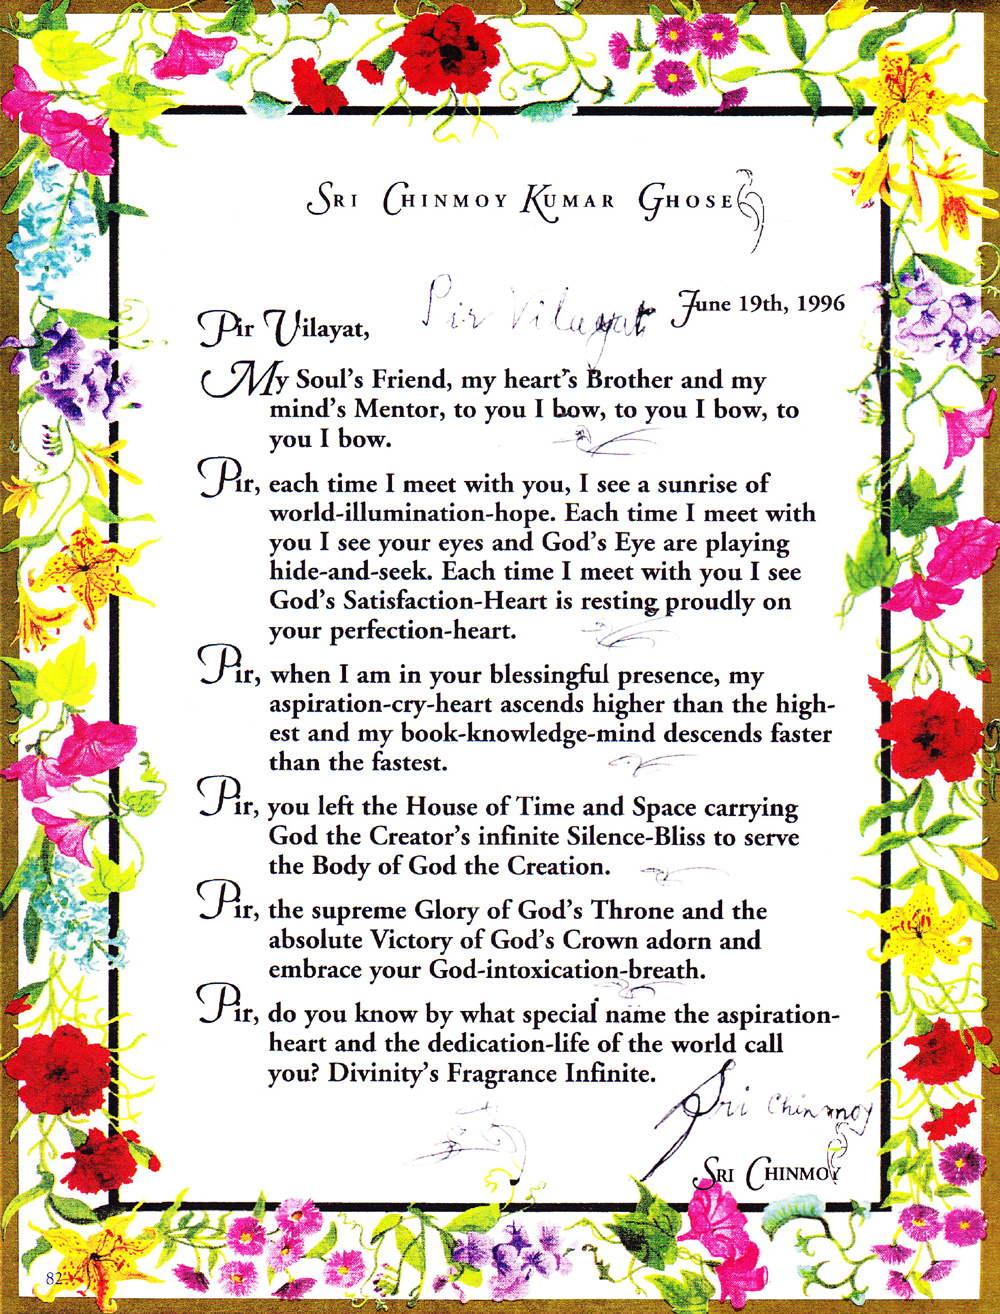 Sri Chinmoy Kumar Ghose
Pir Vilayat
June 19th, 1996
Pir Vilayat,
My Soul's Friend, my heart's Brother and my
mind's Mentor, to you I bow, to you I bow, to
you I bow.
Pir, each time I meet with you, I see a sunrise of
world-illumination-hope. Each time I meet with
you I see your eyes and God's Eye are playing
hide-and-seek. Each time I meet with you I see
God's Satisfaction-Heart is resting proudly on
your perfection-heart.
Pir, when I am in your blessingful presence, my
aspiration-cry-heart ascends higher than the high-
est and my book-knowledge-mind descends faster
than the fastest.
Pir, you left the House of Time and Space carrying
God the Creator's infinite Silence-Bliss to serve
the Body of God the Creation.
Pir, the supreme Glory of God's Throne and the
absolute Victory of God's Crown adorn and
embrace your God-intoxication-breath.
Pir, do you know by what special name the aspiration-
heart and the dedication-life of the world call
you? Divinity's Fragrance Infinite.
Sri Chinmoy
Sri Chinmoy
82